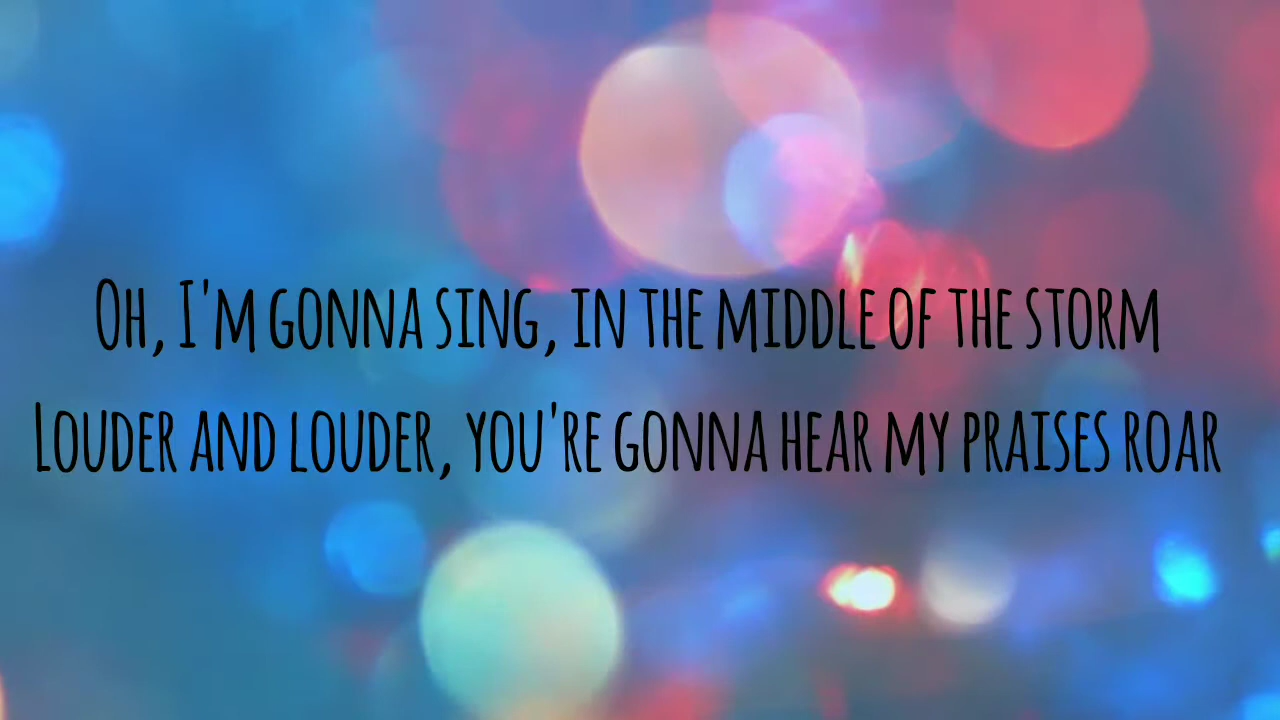 Oh, I'm gonna sing, in the middle of the storm
Louder and louder, you're gonna hear my praises roar